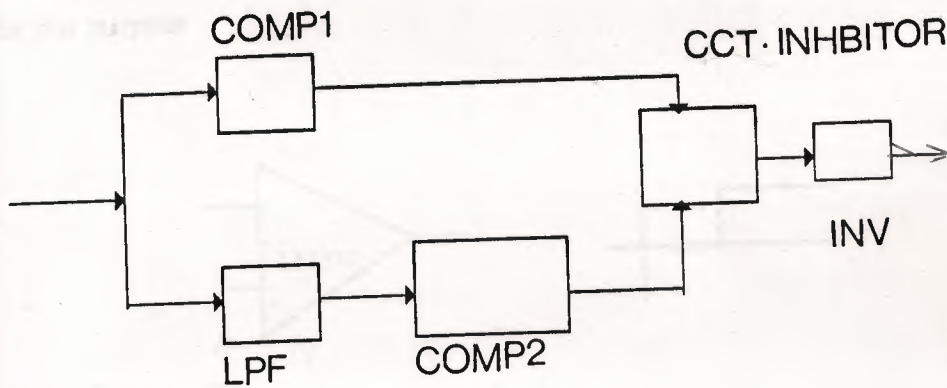 COMP1
CCT·INHBITOR
INV
LPF
COMP2